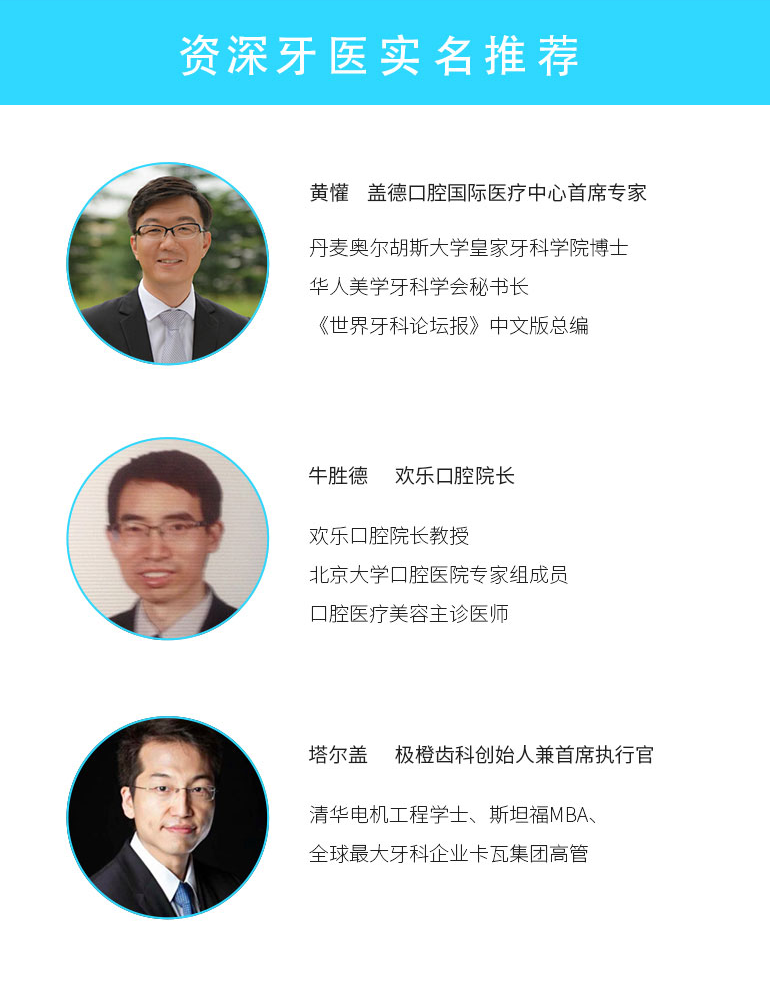 资深牙医实名推荐
黄懽 盖德口腔国际医疗中心首席专家
丹麦奥尔胡斯大学皇家牙科学院博士
华人美学牙科学会秘书长
《世界牙科论坛报》中文版总编
牛胜德 欢乐口腔院长
欢乐口腔院长教授
北京大学口腔医院专家组成员
口腔医疗美容主诊医师
塔尔盖 极橙齿科创始人兼首席执行官
清华电机工程学士、斯坦福MBA、
全球最大牙科企业卡瓦集团高管